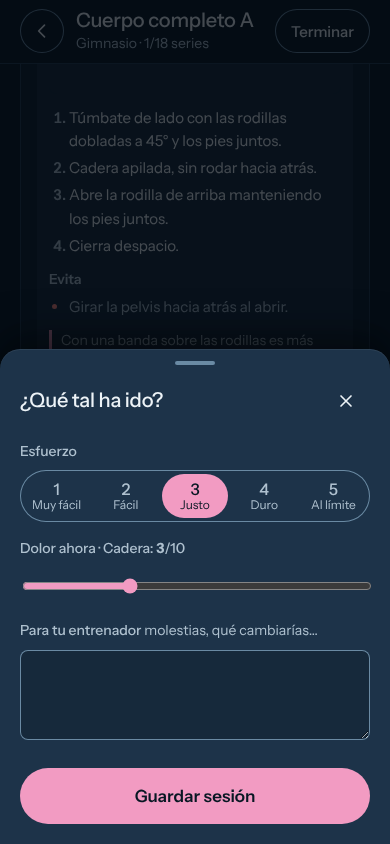 Cuerpo completo A
Gimnasio · 1/18 series
Terminar
1. Túmbate de lado con las rodillas
dobladas a 45° y los pies juntos.
2. Cadera apilada, sin rodar hacia atrás.
3. Abre la rodilla de arriba manteniendo
los pies juntos.
4. Cierra despacio.
Evita
• Girar la pelvis hacia atrás al abrir.
Con una banda sobre las rodillas es más
¿Qué tal ha ido?
Esfuerzo
1 2 3 4 5
Muy fácil Fácil Justo Duro Al límite
Dolor ahora · Cadera: 3/10
Para tu entrenador molestias, qué cambiarías...
Guardar sesión